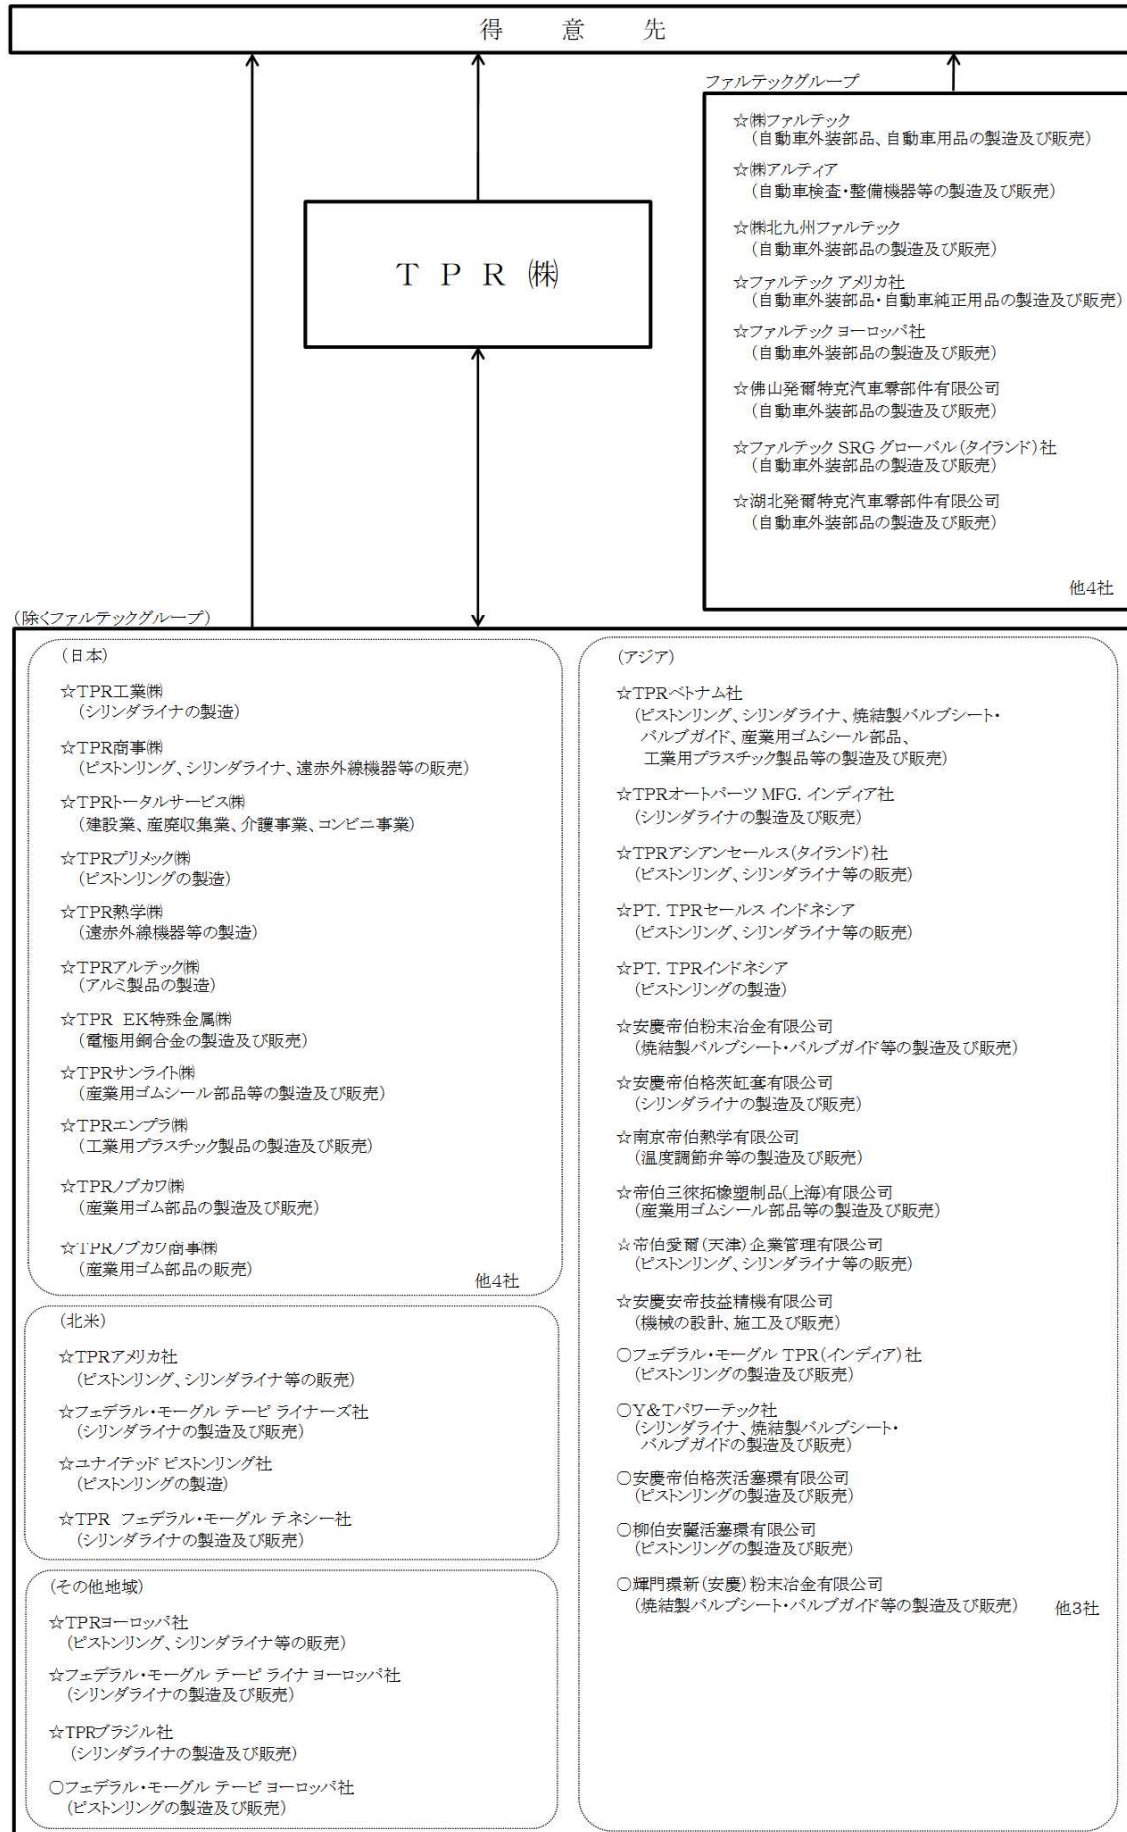 得意先
ファルテックグループ
☆㈱ファルテック
(自動車外装部品、自動車用品の製造及び販売)
☆㈱アルティア
(自動車検査・整備機器等の製造及び販売)
☆㈱北九州ファルテック
(自動車外装部品の製造及び販売)
☆ファルテック アメリカ社
(自動車外装部品・自動車純正用品の製造及び販売)
☆ファルテック ヨーロッパ社
(自動車外装部品の製造及び販売)
☆佛山発爾特克汽車零部件有限公司
(自動車外装部品の製造及び販売)
☆ファルテック SRG グローバル(タイランド)社
(自動車外装部品の製造及び販売)
☆湖北発爾特克汽車零部件有限公司
(自動車外装部品の製造及び販売)
他4社
TPR㈱
(除くファルテックグループ)
(日本)
☆TPR工業㈱
(シリンダライナの製造)
☆TPR商事㈱
(ピストンリング、シリンダライナ、遠赤外線機器等の販売)
☆TPRトータルサービス㈱
(建設業、産廃収集業、介護事業、コンビニ事業)
☆TPRプリメック㈱
(ピストンリングの製造)
☆TPR熱学㈱
(遠赤外線機器等の製造)
☆TPRアルテック㈱
(アルミ製品の製造)
☆TPR EK特殊金属㈱
(電極用銅合金の製造及び販売)
☆TPRサンライト㈱
(産業用ゴムシール部品等の製造及び販売)
☆TPRエンプラ㈱
(工業用プラスチック製品の製造及び販売)
☆TPRノブカワ㈱
(産業用ゴム部品の製造及び販売)
☆TPRノブカワ商事㈱
(産業用ゴム部品の販売)
他4社
(北米)
☆TPRアメリカ社
(ピストンリング、シリンダライナ等の販売)
☆フェデラル・モーグル テーピ ライナーズ社
(シリンダライナの製造及び販売)
☆ユナイテッド ピストンリング社
(ピストンリングの製造)
☆TPR フェデラル・モーグル テネシー社
(シリンダライナの製造及び販売)
(その他地域)
☆TPRヨーロッパ社
(ピストンリング、シリンダライナ等の販売)
☆フェデラル・モーグル テーピ ライナ ヨーロッパ社
(シリンダライナの製造及び販売)
☆TPRブラジル社
(シリンダライナの製造及び販売)
○フェデラル・モーグル テーピ ヨーロッパ社
(ピストンリングの製造及び販売)
(アジア)
☆TPRベトナム社
(ピストンリング、シリンダライナ、焼結製バルブシート・
バルブガイド、産業用ゴムシール部品、
工業用プラスチック製品等の製造及び販売)
☆TPRオートパーツ MFG. インディア社
(シリンダライナの製造及び販売)
☆TPRアシアンセールス(タイランド)社
(ピストンリング、シリンダライナ等の販売)
☆PT. TPRセールス インドネシア
(ピストンリング、シリンダライナ等の販売)
☆PT. TPRインドネシア
(ピストンリングの製造)
☆安慶帝伯粉末冶金有限公司
(焼結製バルブシート・バルブガイド等の製造及び販売)
☆安慶帝伯格茨缸套有限公司
(シリンダライナの製造及び販売)
☆南京帝伯熱学有限公司
(温度調節弁等の製造及び販売)
☆帝伯三徠拓橡塑制品(上海)有限公司
(産業用ゴムシール部品等の製造及び販売)
☆帝伯愛爾(天津)企業管理有限公司
(ピストンリング、シリンダライナ等の販売)
☆安慶安帝技益精機有限公司
(機械の設計、施工及び販売)
○フェデラル・モーグル TPR(インディア)社
(ピストンリングの製造及び販売)
○Y&Tパワーテック社
(シリンダライナ、焼結製バルブシート・
バルブガイドの製造及び販売)
○安慶帝伯格茨活塞環有限公司
(ピストンリングの製造及び販売)
○柳伯安麗活塞環有限公司
(ピストンリングの製造及び販売)
○輝門環新(安慶)粉末冶金有限公司
(焼結製バルブシート・バルブガイド等の製造及び販売)
他3社